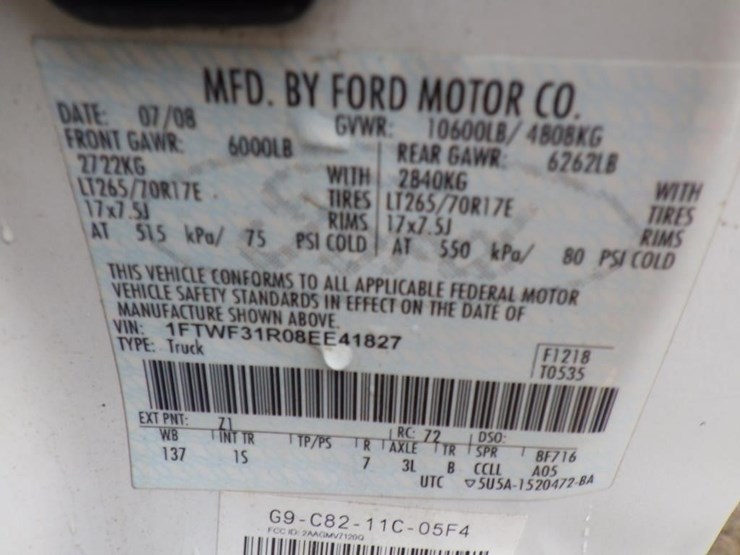 MFD. BY FORD MOTOR CO.
DATE: 07/08 GVWR: 10600LB/ 4808KG
FRONT GAWR: 6000LB REAR GAWR: 6262LB
2722KG WITH 2840KG WITH
LT265/70R17E TIRES LT265/70R17E TIRES
17x7.5J RIMS 17x7.5J RIMS
AT 515 kPa/ 75 PSI COLD AT 550 kPa/ 80 PSI COLD
THIS VEHICLE CONFORMS TO ALL APPLICABLE FEDERAL MOTOR
VEHICLE SAFETY STANDARDS IN EFFECT ON THE DATE OF
MANUFACTURE SHOWN ABOVE.
VIN: 1FTWF31R08EE41827
TYPE: Truck
F1218
T0535
EXT PNT: Z1 RC: 72 DSO:
WB INT TR TP/PS R AXLE TR SPR BF716
137 1S 7 3L B CCLL A05
UTC ▽5U5A-1520472-BA
G9-C82-11C-05F4
FCC ID: 2AAGMV7120Q